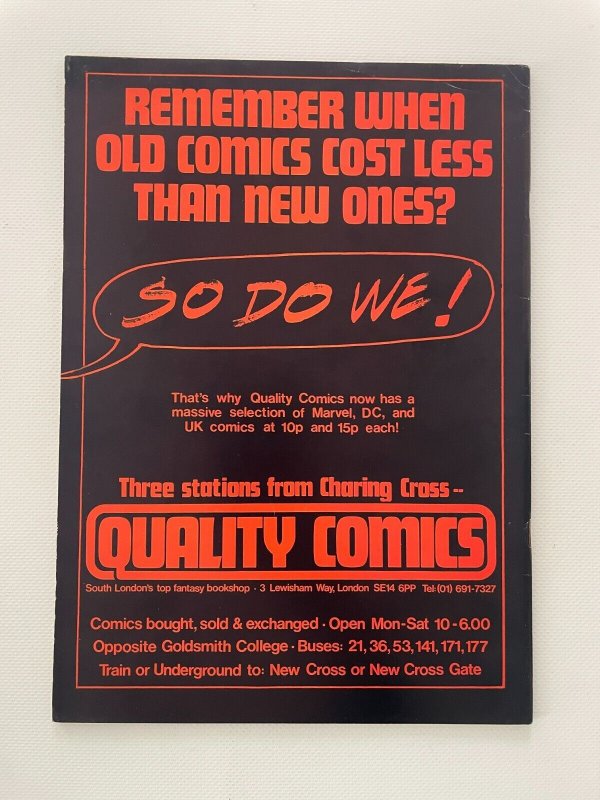 REMEMBER WHEN
OLD COMICS COST LESS
THAN NEW ONES?
SO DO WE!
That's why Quality Comics now has a
massive selection of Marvel, DC, and
UK comics at 10p and 15p each!
Three stations from Charing Cross --
QUALITY COMICS
South London's top fantasy bookshop · 3 Lewisham Way, London SE14 6PP Tel:(01) 691-7327
Comics bought, sold & exchanged · Open Mon-Sat 10-6.00
Opposite Goldsmith College · Buses: 21, 36, 53, 141, 171, 177
Train or Underground to: New Cross or New Cross Gate